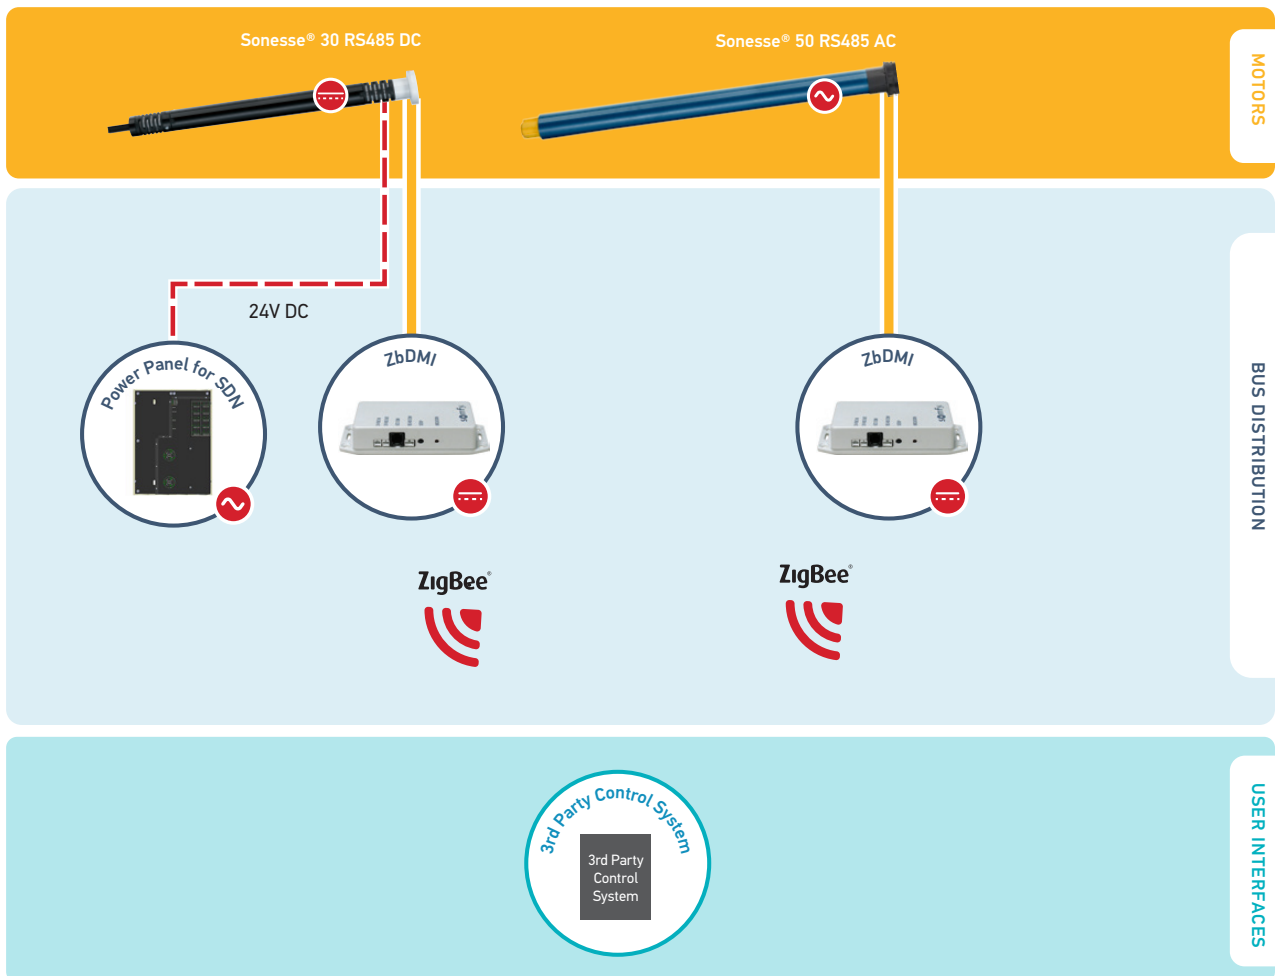 Sonesse® 30 RS485 DC
Sonesse® 50 RS485 AC
MOTORS
24V DC
Power Panel for SDN
ZbDMI
ZbDMI
BUS DISTRIBUTION
ZigBee®
ZigBee®
3rd Party Control System
3rd Party
Control
System
USER INTERFACES